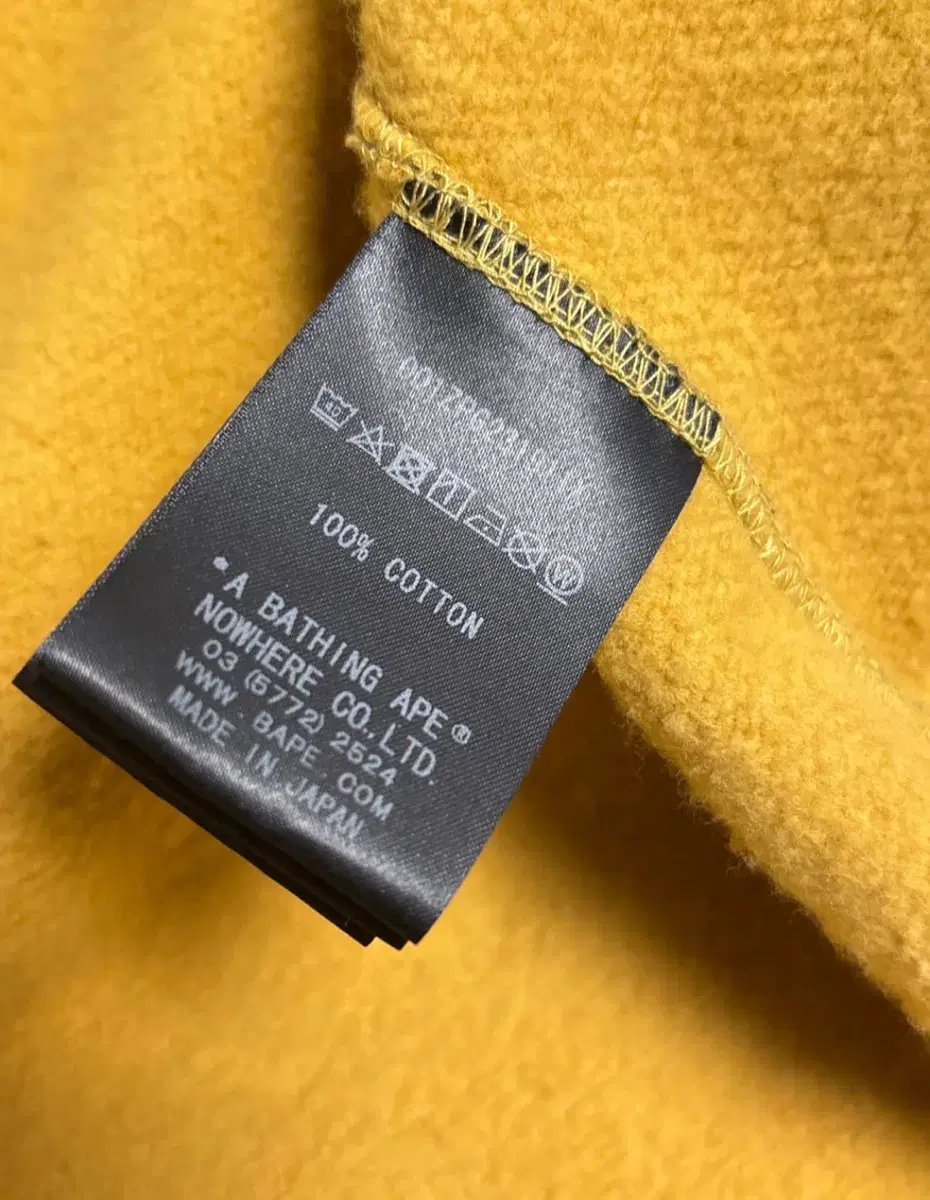 100% COTTON
*A BATHING APE®
NOWHERE CO.,LTD.
03 (5772) 2524
WWW.BAPE.COM
MADE IN JAPAN